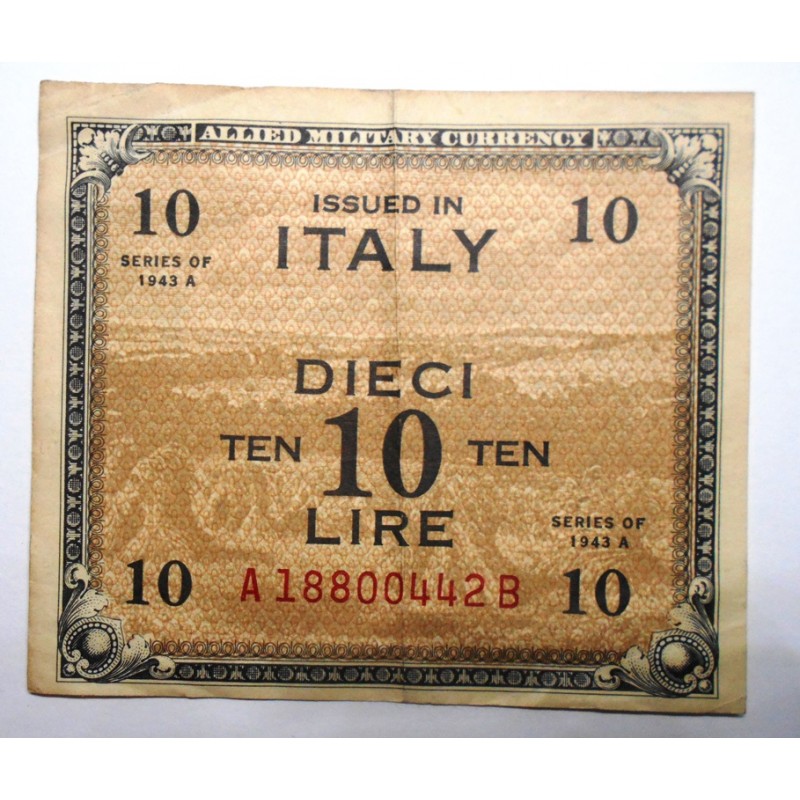 ALLIED MILITARY CURRENCY
10 ISSUED IN 10
SERIES OF ITALY
1943 A
DIECI
TEN 10 TEN
LIRE
SERIES OF
1943 A
10 A18800442B 10